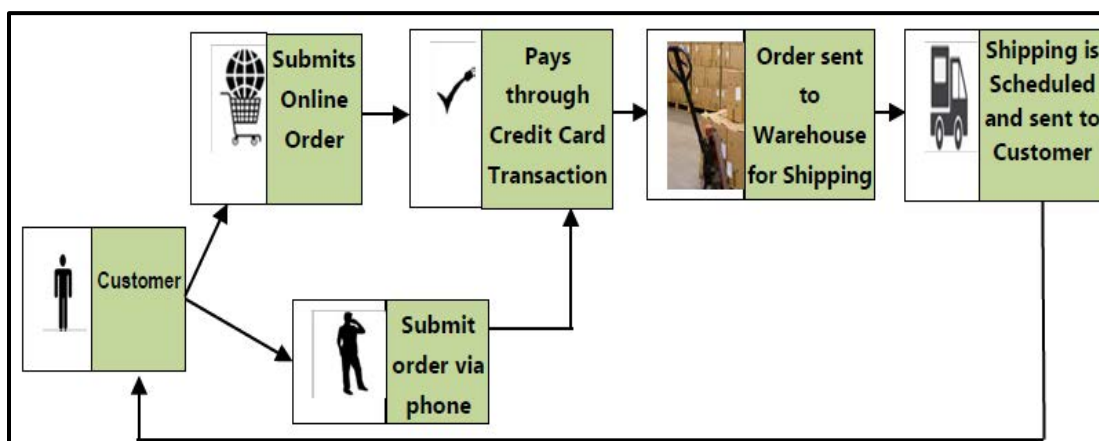 Submits
Online
Order
Pays
through
Credit Card
Transaction
Order sent
to
Warehouse
for Shipping
Shipping is
Scheduled
and sent to
Customer
Customer
Submit
order via
phone